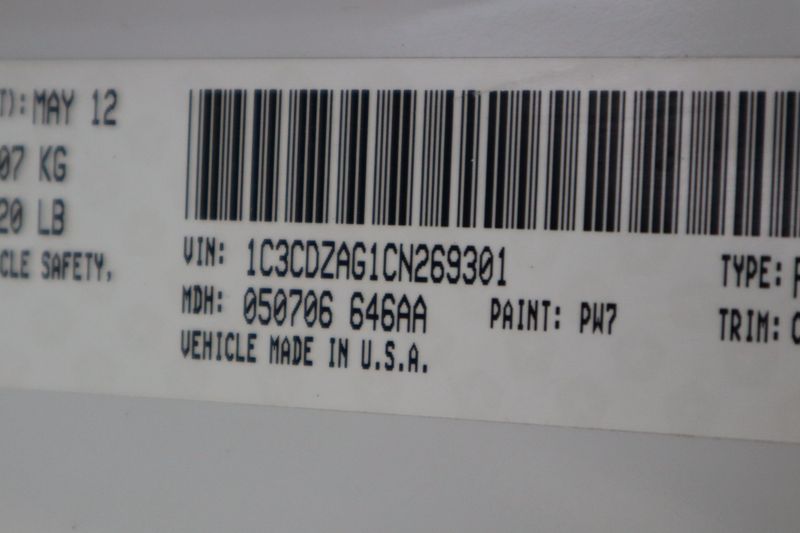 T): MAY 12
07 KG
20 LB
CLE SAFETY,
VIN: 1C3CDZAG1CN269301
MDH: 050706 646AA PAINT: PW7
VEHICLE MADE IN U.S.A.
TYPE:
TRIM: